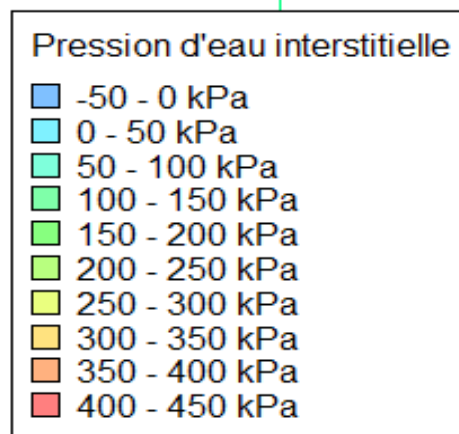 Pression d'eau interstitielle
-50 - 0 kPa
0 - 50 kPa
50 - 100 kPa
100 - 150 kPa
150 - 200 kPa
200 - 250 kPa
250 - 300 kPa
300 - 350 kPa
350 - 400 kPa
400 - 450 kPa